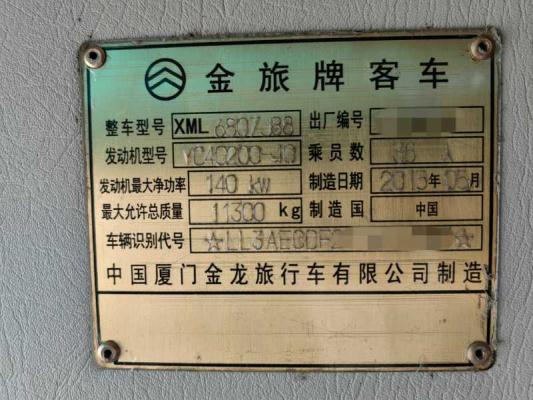 金旅牌客车
整车型号 XML 6807J88 出厂编号
发动机型号 YC4G200-40 乘员数 人
发动机最大净功率 140 kw 制造日期 2015年05月
最大允许总质量 11300 kg 制造国 中国
车辆识别代号 ☆LL3AECDF2 ☆
中国厦门金龙旅行车有限公司制造